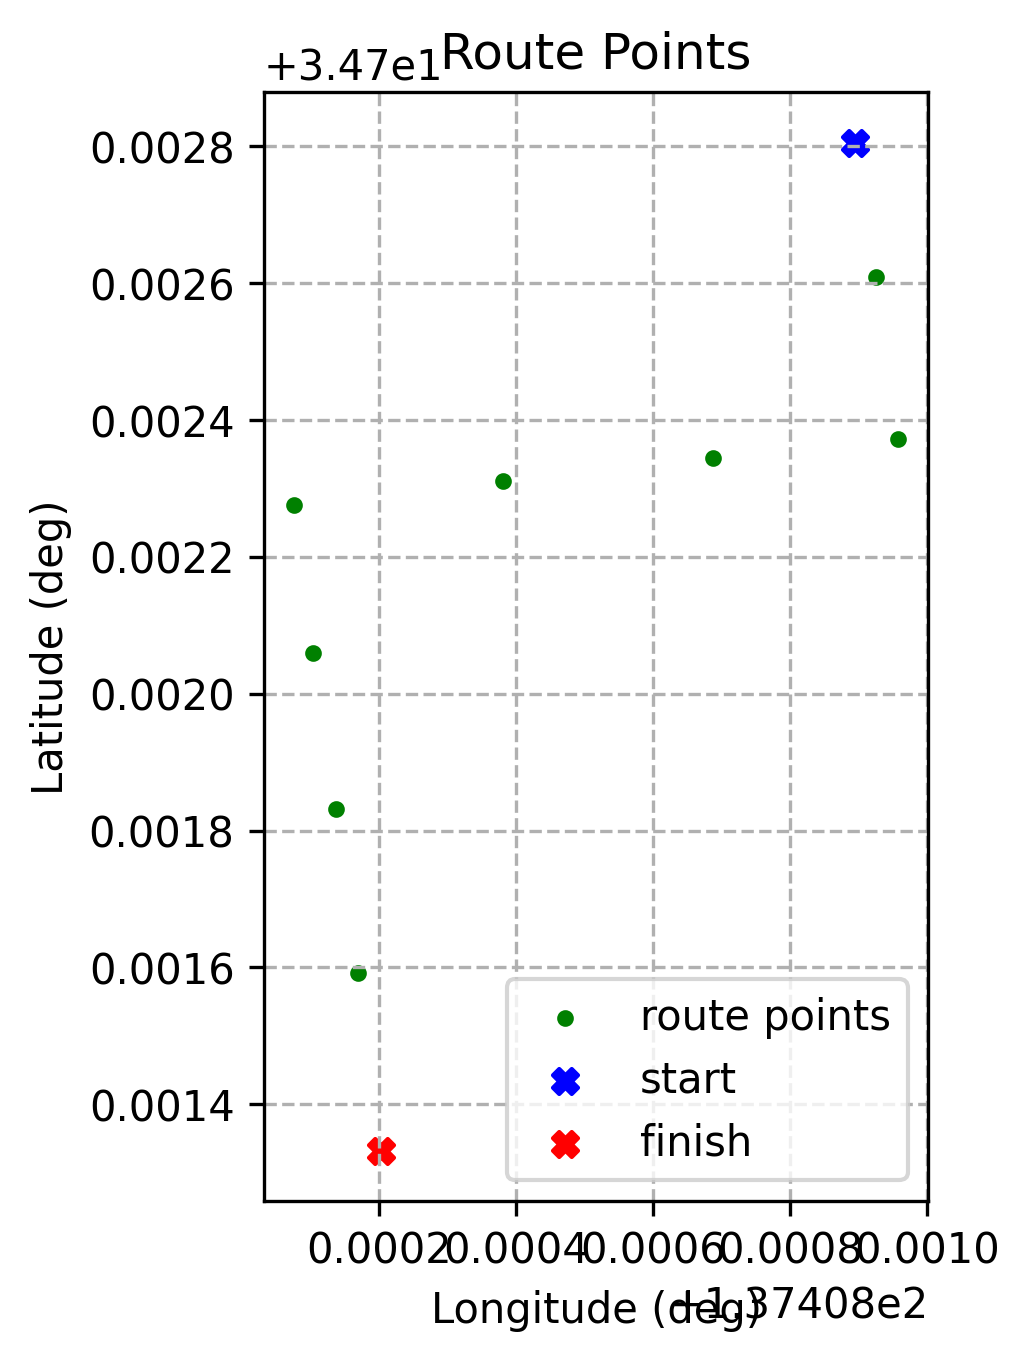 Route Points
+3.47e1
0.0028
0.0026
0.0024
0.0022
0.0020
0.0018
0.0016
0.0014
Latitude (deg)
route points
start
finish
0.0002 0.0004 0.0006 0.0008 0.0010
Longitude (deg)
+1.37408e2